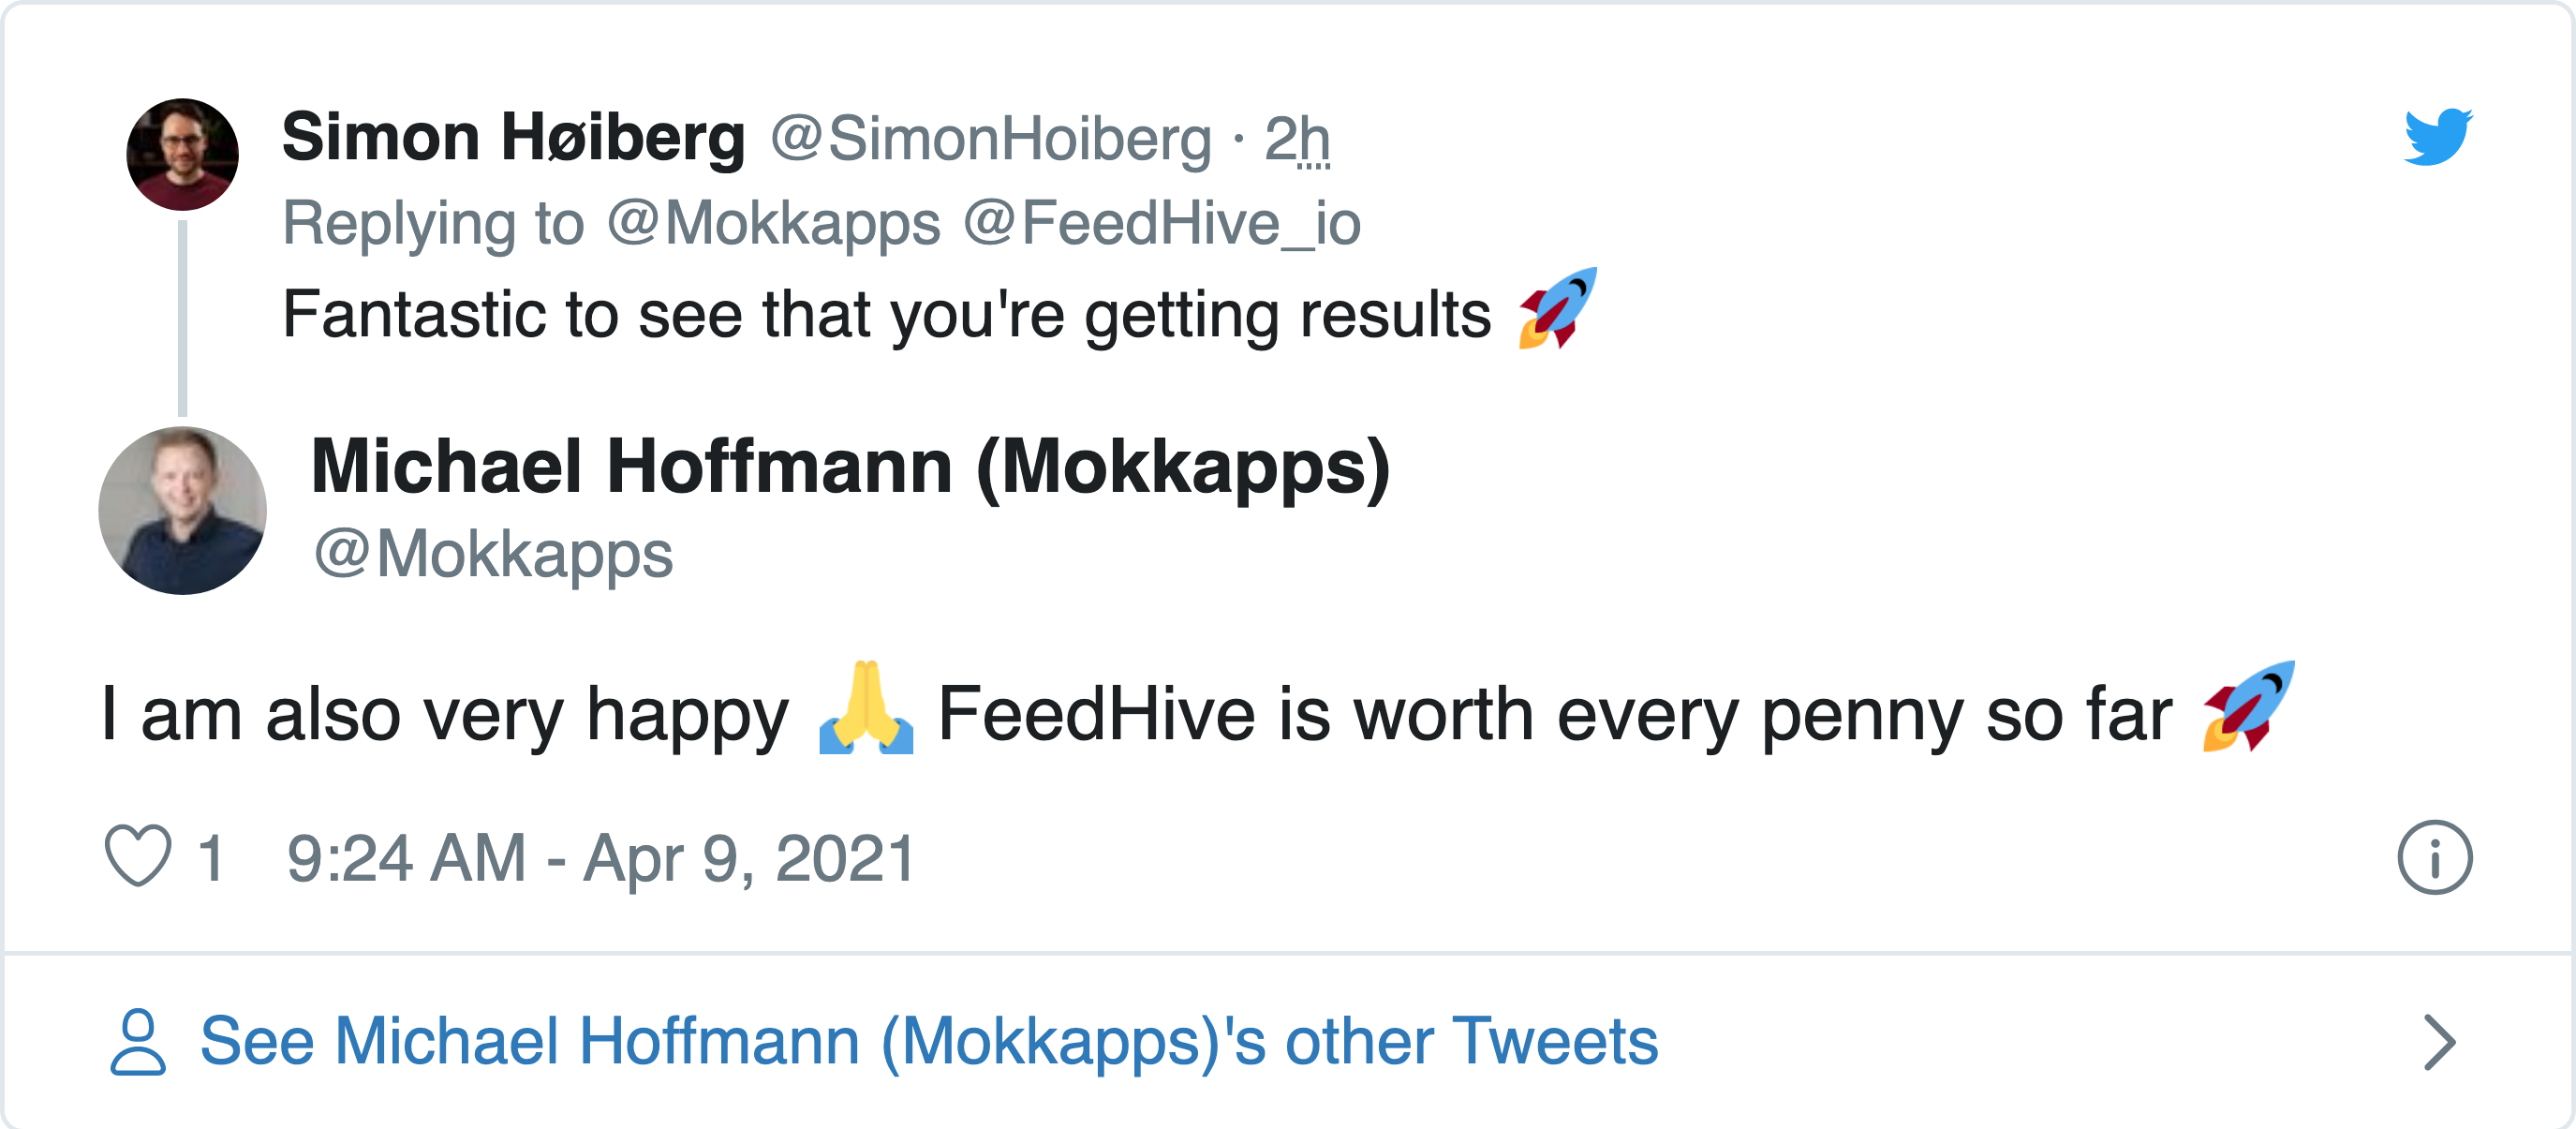 Simon Høiberg @SimonHoiberg · 2h
Replying to @Mokkapps @FeedHive_io
Fantastic to see that you're getting results 🚀
Michael Hoffmann (Mokkapps)
@Mokkapps
I am also very happy 🙏 FeedHive is worth every penny so far 🚀
1 9:24 AM - Apr 9, 2021
See Michael Hoffmann (Mokkapps)'s other Tweets